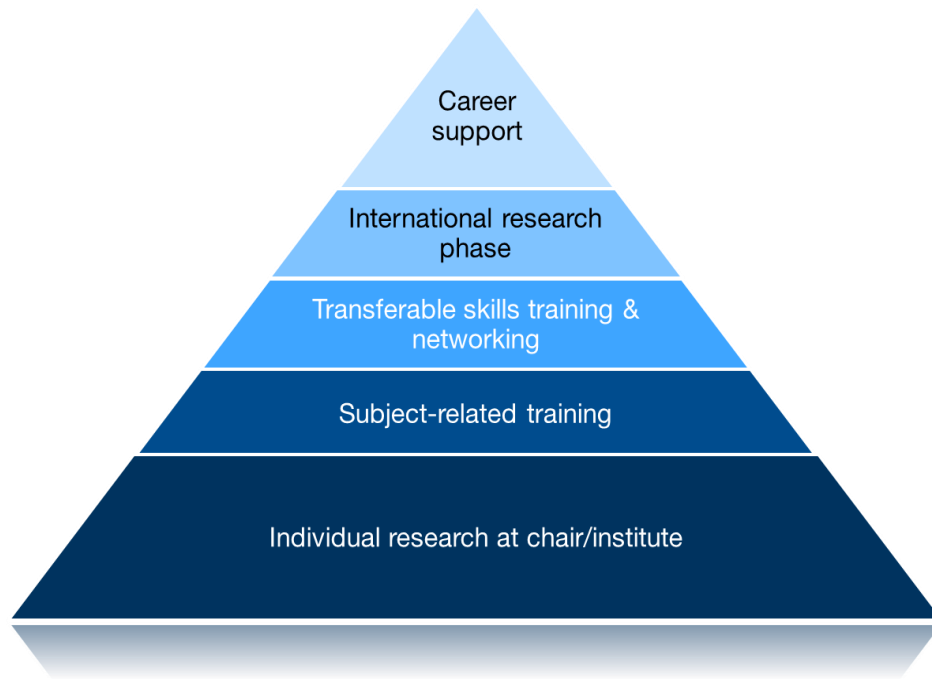 Career
support
International research
phase
Transferable skills training &
networking
Subject-related training
Individual research at chair/institute